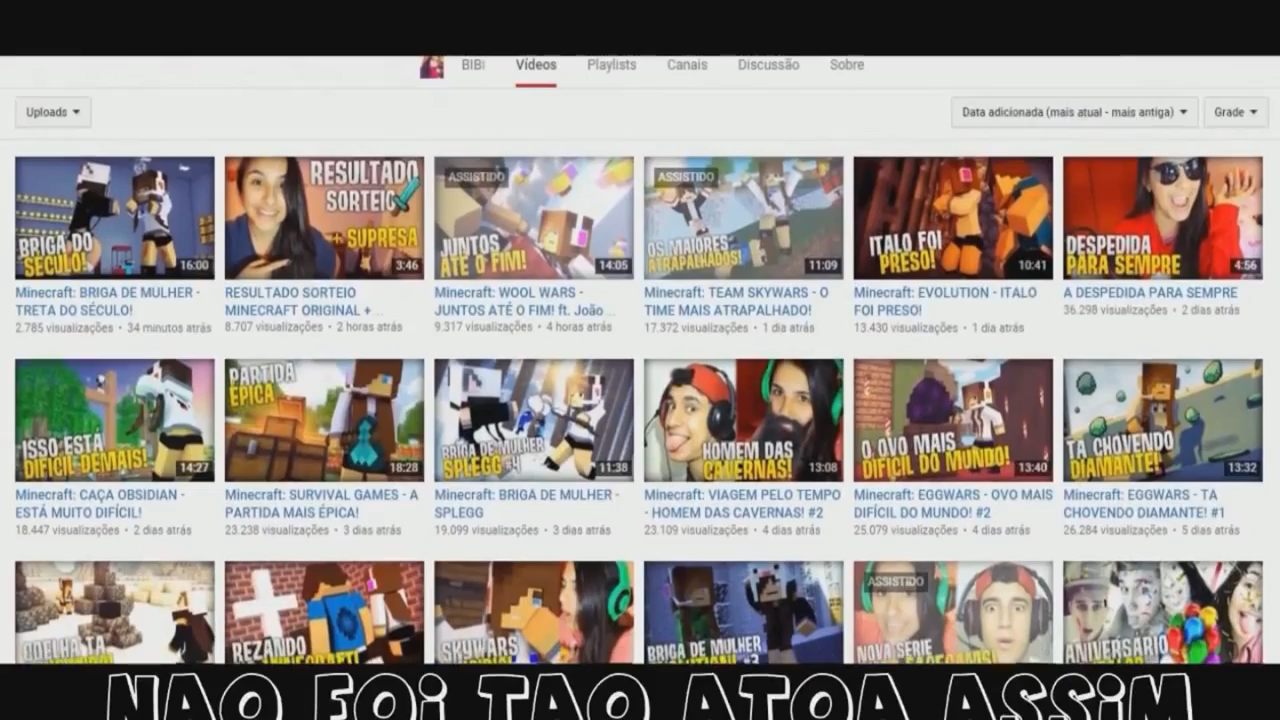 BIBI Vídeos Playlists Canais Discussão Sobre
Uploads Data adicionada (mais atual - mais antiga) Grade
BRIGA DO
SÉCULO!
16:00
RESULTADO
SORTEIO
+ SUPRESA
3:46
ASSISTIDO
JUNTOS
ATÉ O FIM!
14:05
ASSISTIDO
OS MAIORES
ATRAPALHADOS!
11:09
ITALO FOI
PRESO!
10:41
DESPEDIDA
PARA SEMPRE
4:56
Minecraft: BRIGA DE MULHER -
TRETA DO SÉCULO!
2.785 visualizações • 34 minutos atrás
RESULTADO SORTEIO
MINECRAFT ORIGINAL + ...
8.707 visualizações • 2 horas atrás
Minecraft: WOOL WARS -
JUNTOS ATÉ O FIM! ft. João ...
9.317 visualizações • 4 horas atrás
Minecraft: TEAM SKYWARS - O
TIME MAIS ATRAPALHADO!
17.372 visualizações • 1 dia atrás
Minecraft: EVOLUTION - ITALO
FOI PRESO!
13.430 visualizações • 1 dia atrás
A DESPEDIDA PARA SEMPRE
36.298 visualizações • 2 dias atrás
ISSO ESTÁ
DIFICIL DEMAIS!
14:27
PARTIDA
ÉPICA
18:28
BRIGA DE MULHER
SPLEGG #4
11:38
HOMEM DAS
CAVERNAS!
13:08
O OVO MAIS
DIFICIL DO MUNDO!
13:40
TA CHOVENDO
DIAMANTE!
13:32
Minecraft: CAÇA OBSIDIAN -
ESTÁ MUITO DIFÍCIL!
18.447 visualizações • 2 dias atrás
Minecraft: SURVIVAL GAMES - A
PARTIDA MAIS ÉPICA!
23.238 visualizações • 3 dias atrás
Minecraft: BRIGA DE MULHER -
SPLEGG
19.099 visualizações • 3 dias atrás
Minecraft: VIAGEM PELO TEMPO
- HOMEM DAS CAVERNAS! #2
23.109 visualizações • 4 dias atrás
Minecraft: EGGWARS - OVO MAIS
DIFÍCIL DO MUNDO! #2
25.079 visualizações • 4 dias atrás
Minecraft: EGGWARS - TA
CHOVENDO DIAMANTE! #1
26.284 visualizações • 5 dias atrás
COELHA TA
REZANDO
MINECRAFT!
SKYWARS
BRIGA DE MULHER
#3
ASSISTIDO
NOVA SERIE
ANIVERSÁRIO
NAO FOi TAO ATOA ASSiM